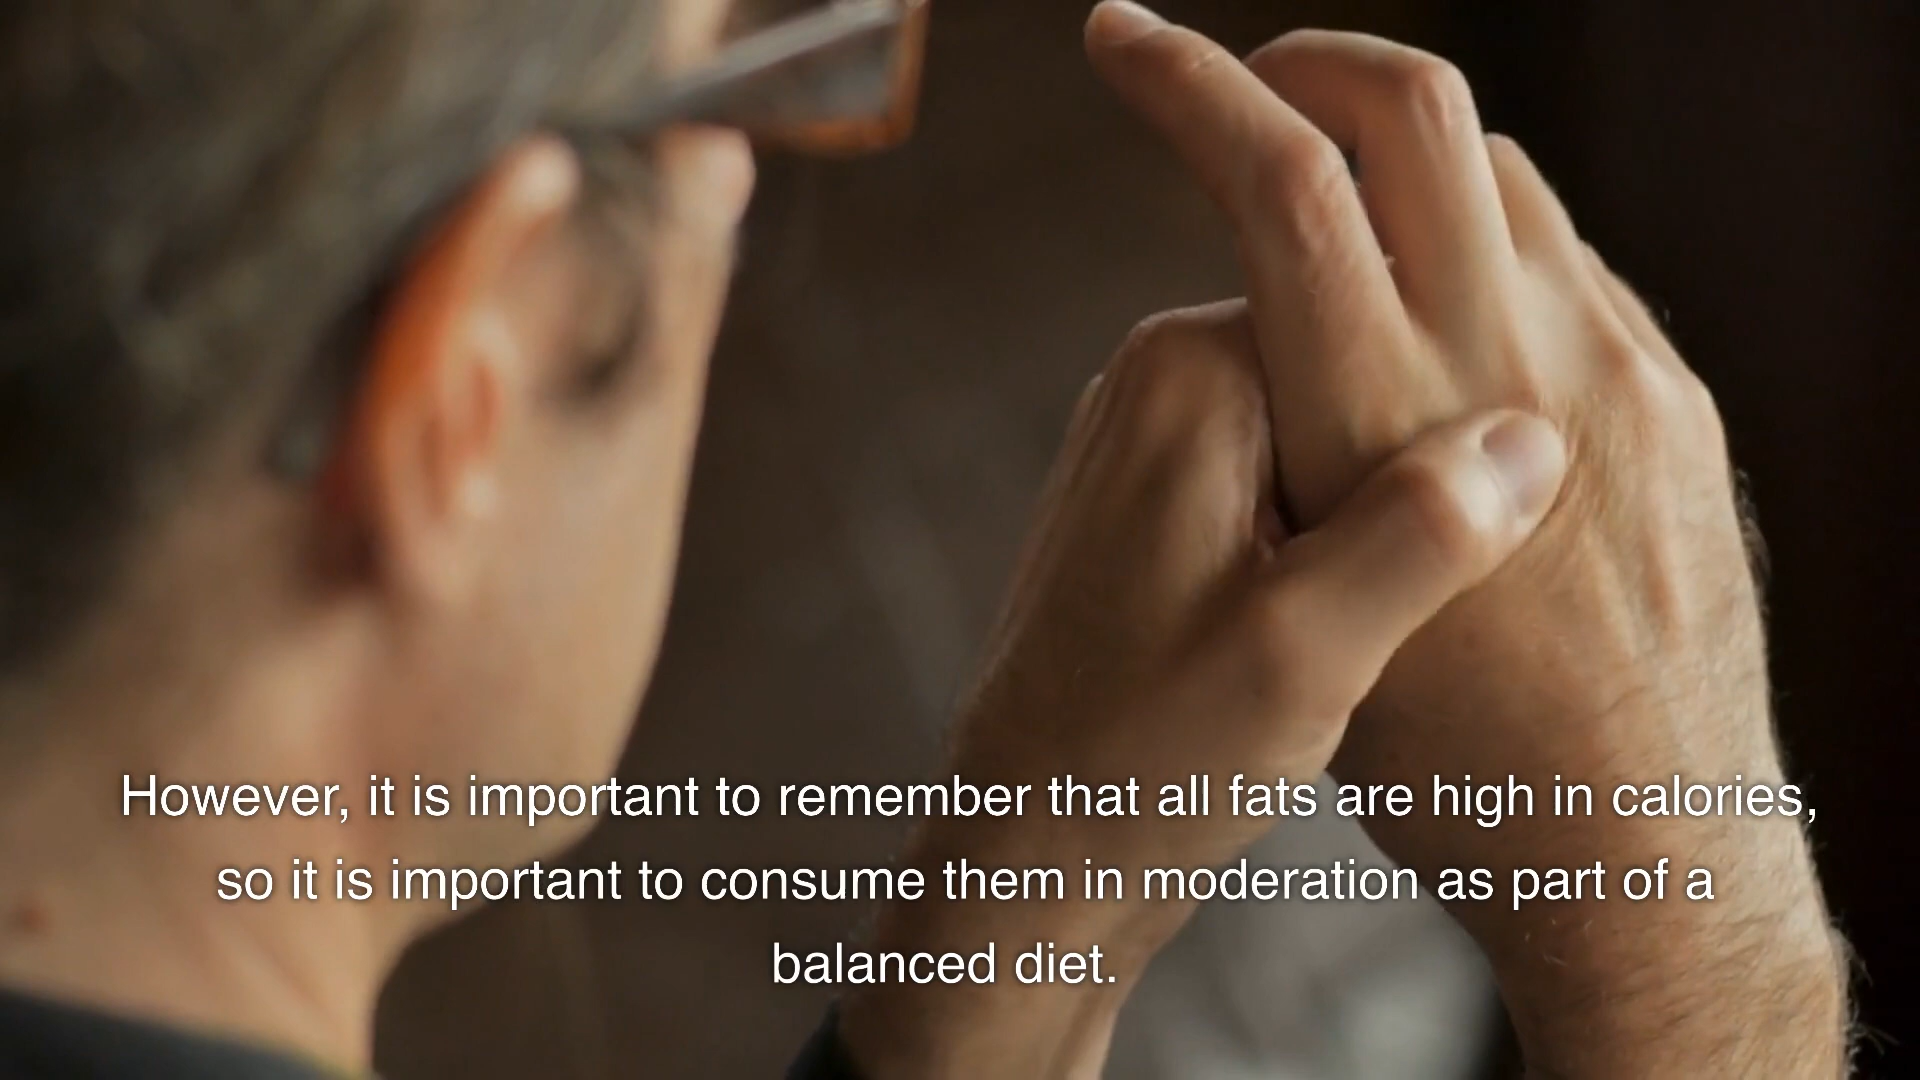 However, it is important to remember that all fats are high in calories,
so it is important to consume them in moderation as part of a
balanced diet.